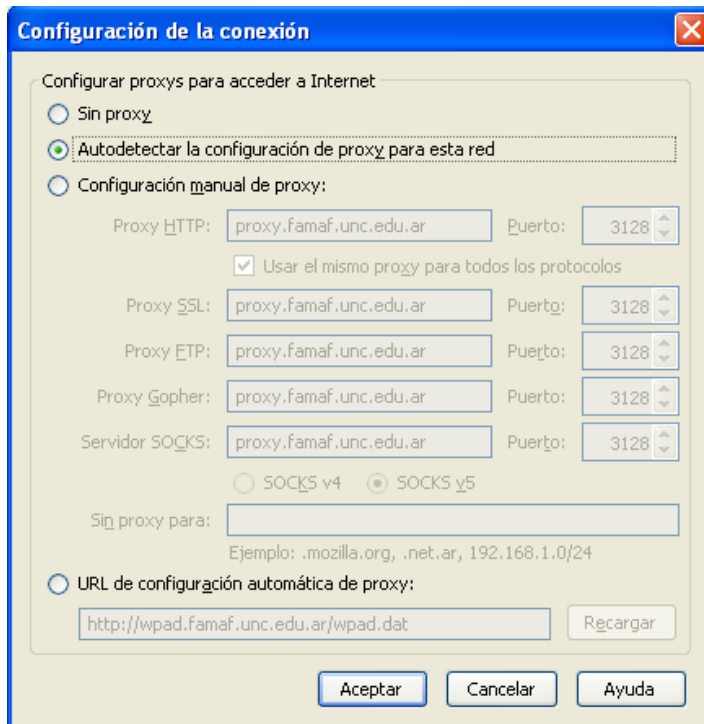 Configuración de la conexión
Configurar proxys para acceder a Internet
Sin proxy
Autodetectar la configuración de proxy para esta red
Configuración manual de proxy:
Proxy HTTP: proxy.famaf.unc.edu.ar Puerto: 3128
Usar el mismo proxy para todos los protocolos
Proxy SSL: proxy.famaf.unc.edu.ar Puerto: 3128
Proxy FTP: proxy.famaf.unc.edu.ar Puerto: 3128
Proxy Gopher: proxy.famaf.unc.edu.ar Puerto: 3128
Servidor SOCKS: proxy.famaf.unc.edu.ar Puerto: 3128
SOCKS v4 SOCKS v5
Sin proxy para:
Ejemplo: .mozilla.org, .net.ar, 192.168.1.0/24
URL de configuración automática de proxy:
http://wpad.famaf.unc.edu.ar/wpad.dat Recargar
Aceptar Cancelar Ayuda